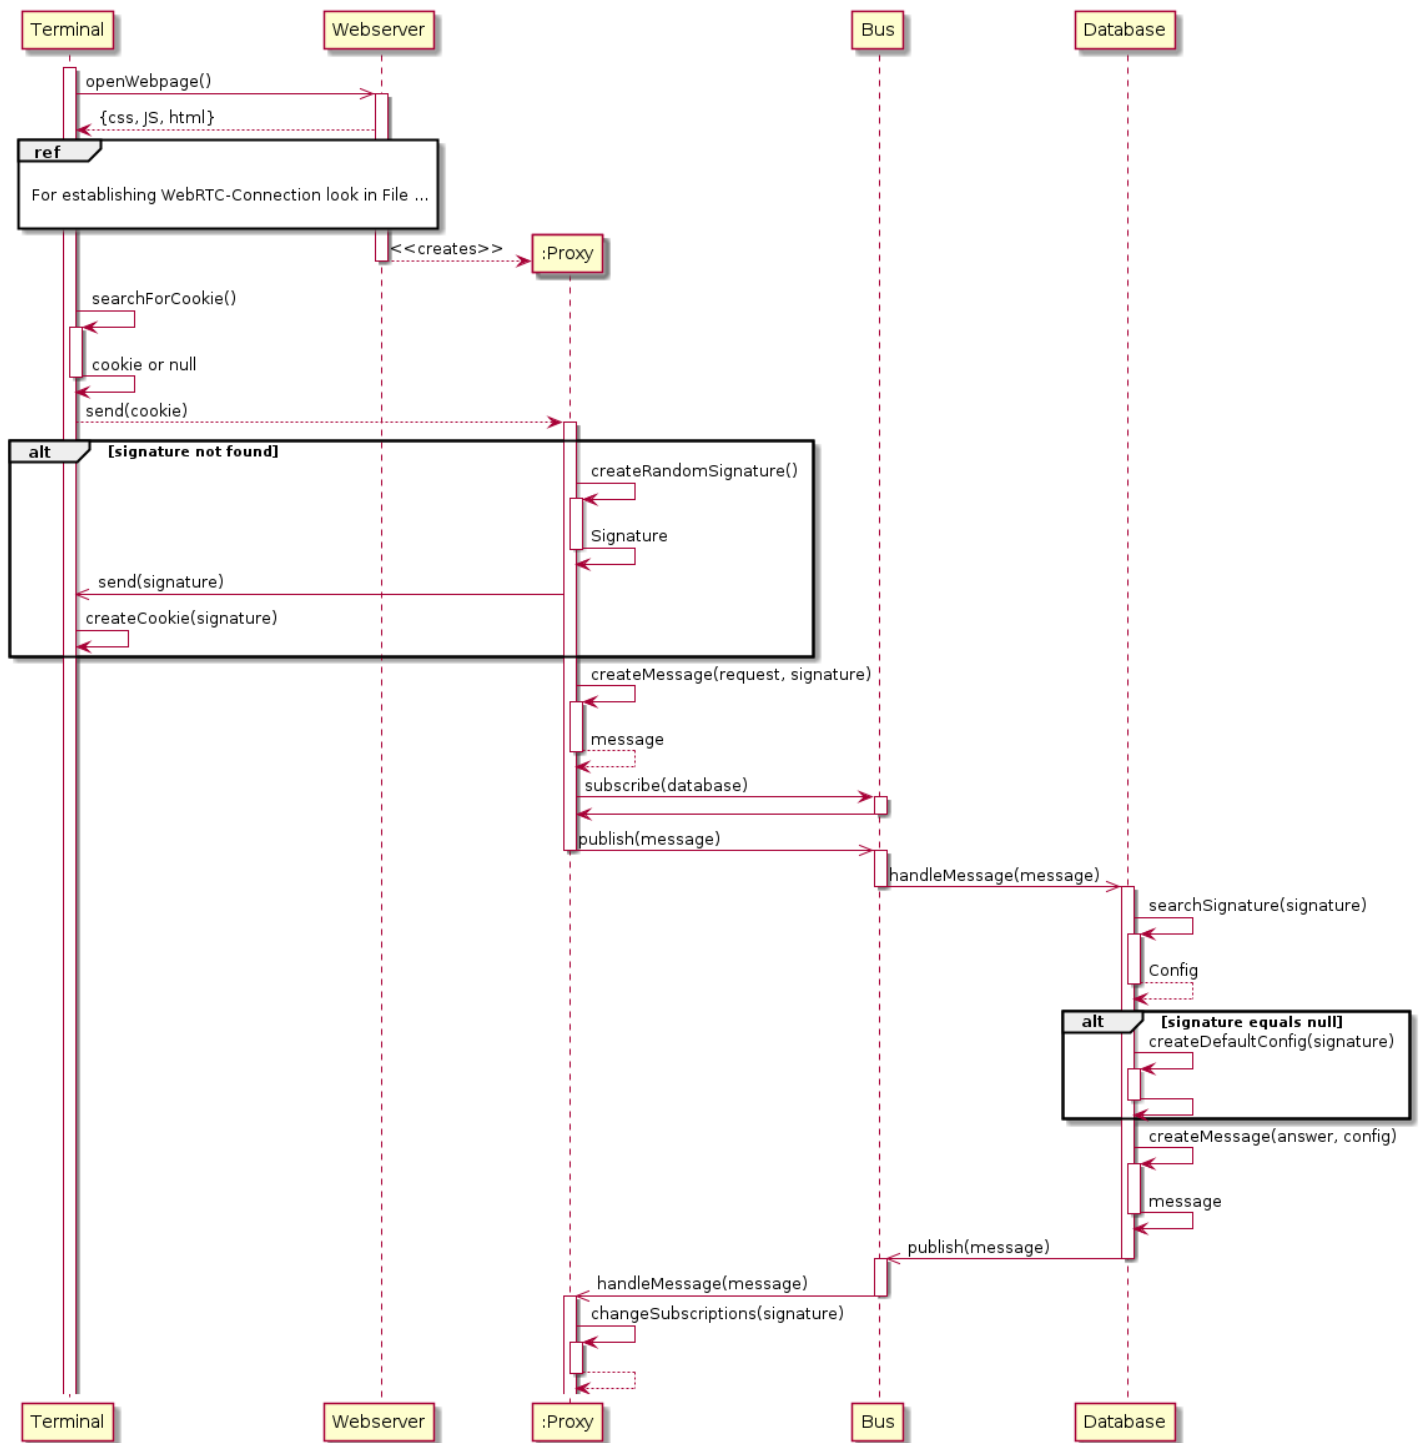 Terminal
Webserver
Bus
Database
openWebpage()
{css, JS, html}
ref
For establishing WebRTC-Connection look in File ...
<<creates>>
:Proxy
searchForCookie()
cookie or null
send(cookie)
alt
[signature not found]
createRandomSignature()
Signature
send(signature)
createCookie(signature)
createMessage(request, signature)
message
subscribe(database)
publish(message)
handleMessage(message)
searchSignature(signature)
Config
alt
[signature equals null]
createDefaultConfig(signature)
createMessage(answer, config)
message
publish(message)
handleMessage(message)
changeSubscriptions(signature)
Terminal
Webserver
:Proxy
Bus
Database